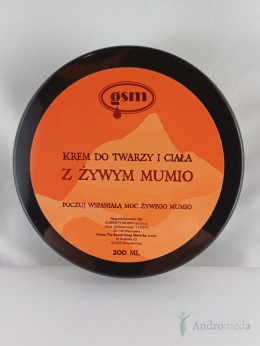 gsm
KREM DO TWARZY I CIAŁA
Z ŻYWYM MUMIO
POCZUJ WSPANIAŁĄ MOC ŻYWEGO MUMIO
200 ML
Andromeda